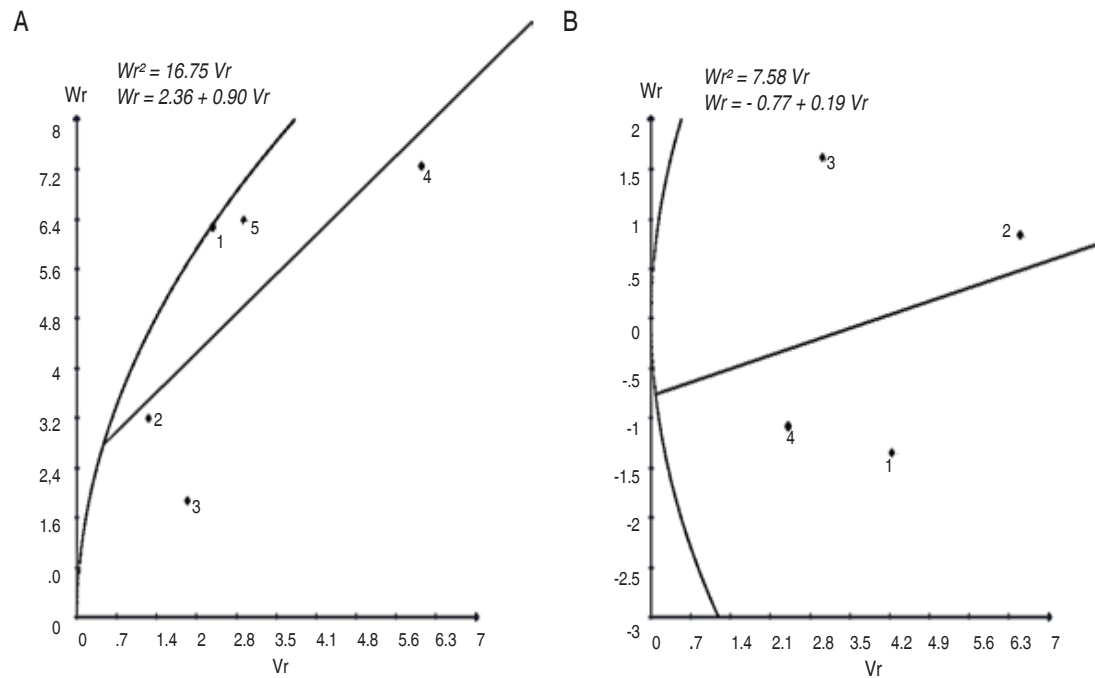 A
Wr² = 16.75 Vr
Wr = 2.36 + 0.90 Vr
Wr
8
7.2
6.4
5.6
4.8
4
3.2
2,4
1.6
.0
0
1
5
4
2
3
0 .7 1.4 2 2.8 3.5 4.1 4.8 5.6 6.3 7
Vr
B
Wr² = 7.58 Vr
Wr = - 0.77 + 0.19 Vr
Wr
2
1.5
1
.5
0
-.5
-1
-1.5
-2
-2.5
-3
3
2
4
1
0 .7 1.4 2.1 2.8 3.5 4.2 4.9 5.6 6.3 7
Vr